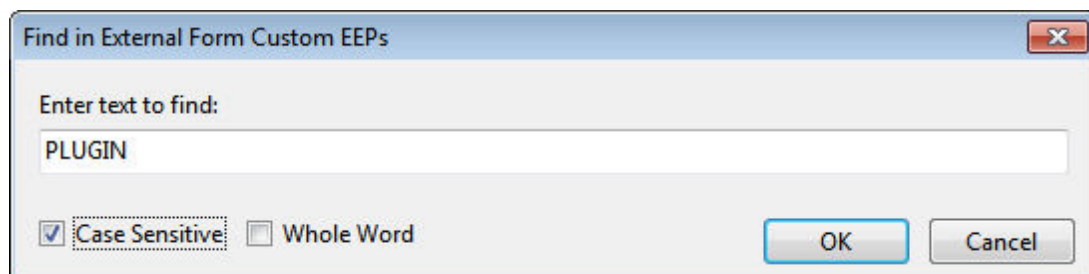 Find in External Form Custom EEPs
Enter text to find:
PLUGIN
Case Sensitive Whole Word OK Cancel